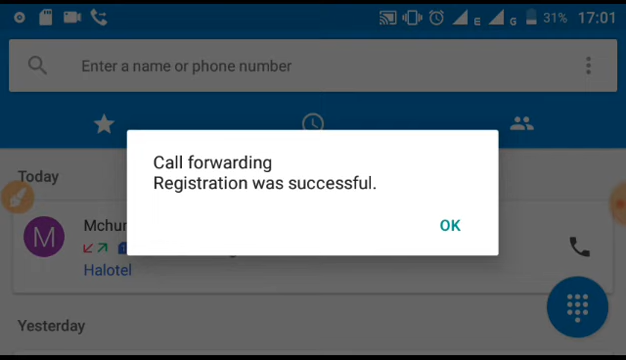 E G 31% 17:01
Enter a name or phone number
Today
Call forwarding
Registration was successful.
OK
M
Halotel
Yesterday